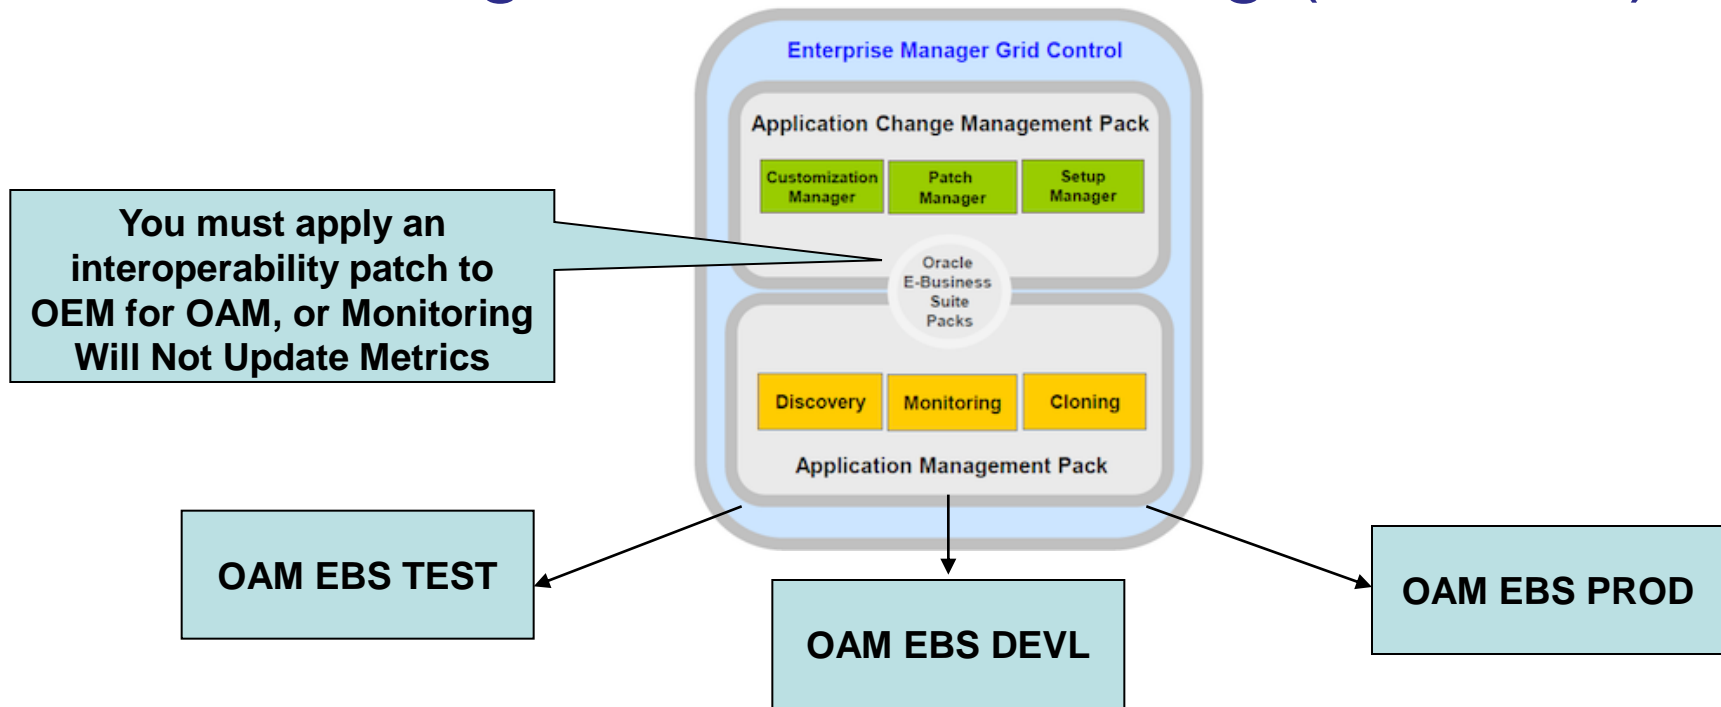 Enterprise Manager Grid Control
Application Change Management Pack
Customization
Manager
Patch
Manager
Setup
Manager
You must apply an
interoperability patch to
OEM for OAM, or Monitoring
Will Not Update Metrics
Oracle
E-Business
Suite
Packs
Discovery
Monitoring
Cloning
Application Management Pack
OAM EBS TEST
OAM EBS DEVL
OAM EBS PROD